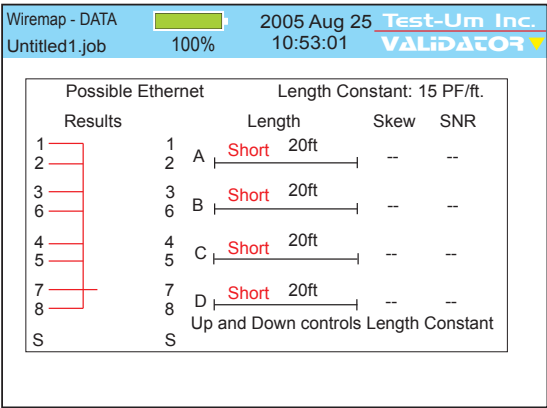 Wiremap - DATA 2005 Aug 25 Test-Um Inc.
Untitled1.job 100% 10:53:01 VALiDATOR
Possible Ethernet Length Constant: 15 PF/ft.
Results Length Skew SNR
1 1 A Short 20ft -- --
2 2
3 3 B Short 20ft -- --
6 6
4 4 C Short 20ft -- --
5 5
7 7 D Short 20ft -- --
8 8
Up and Down controls Length Constant
S S